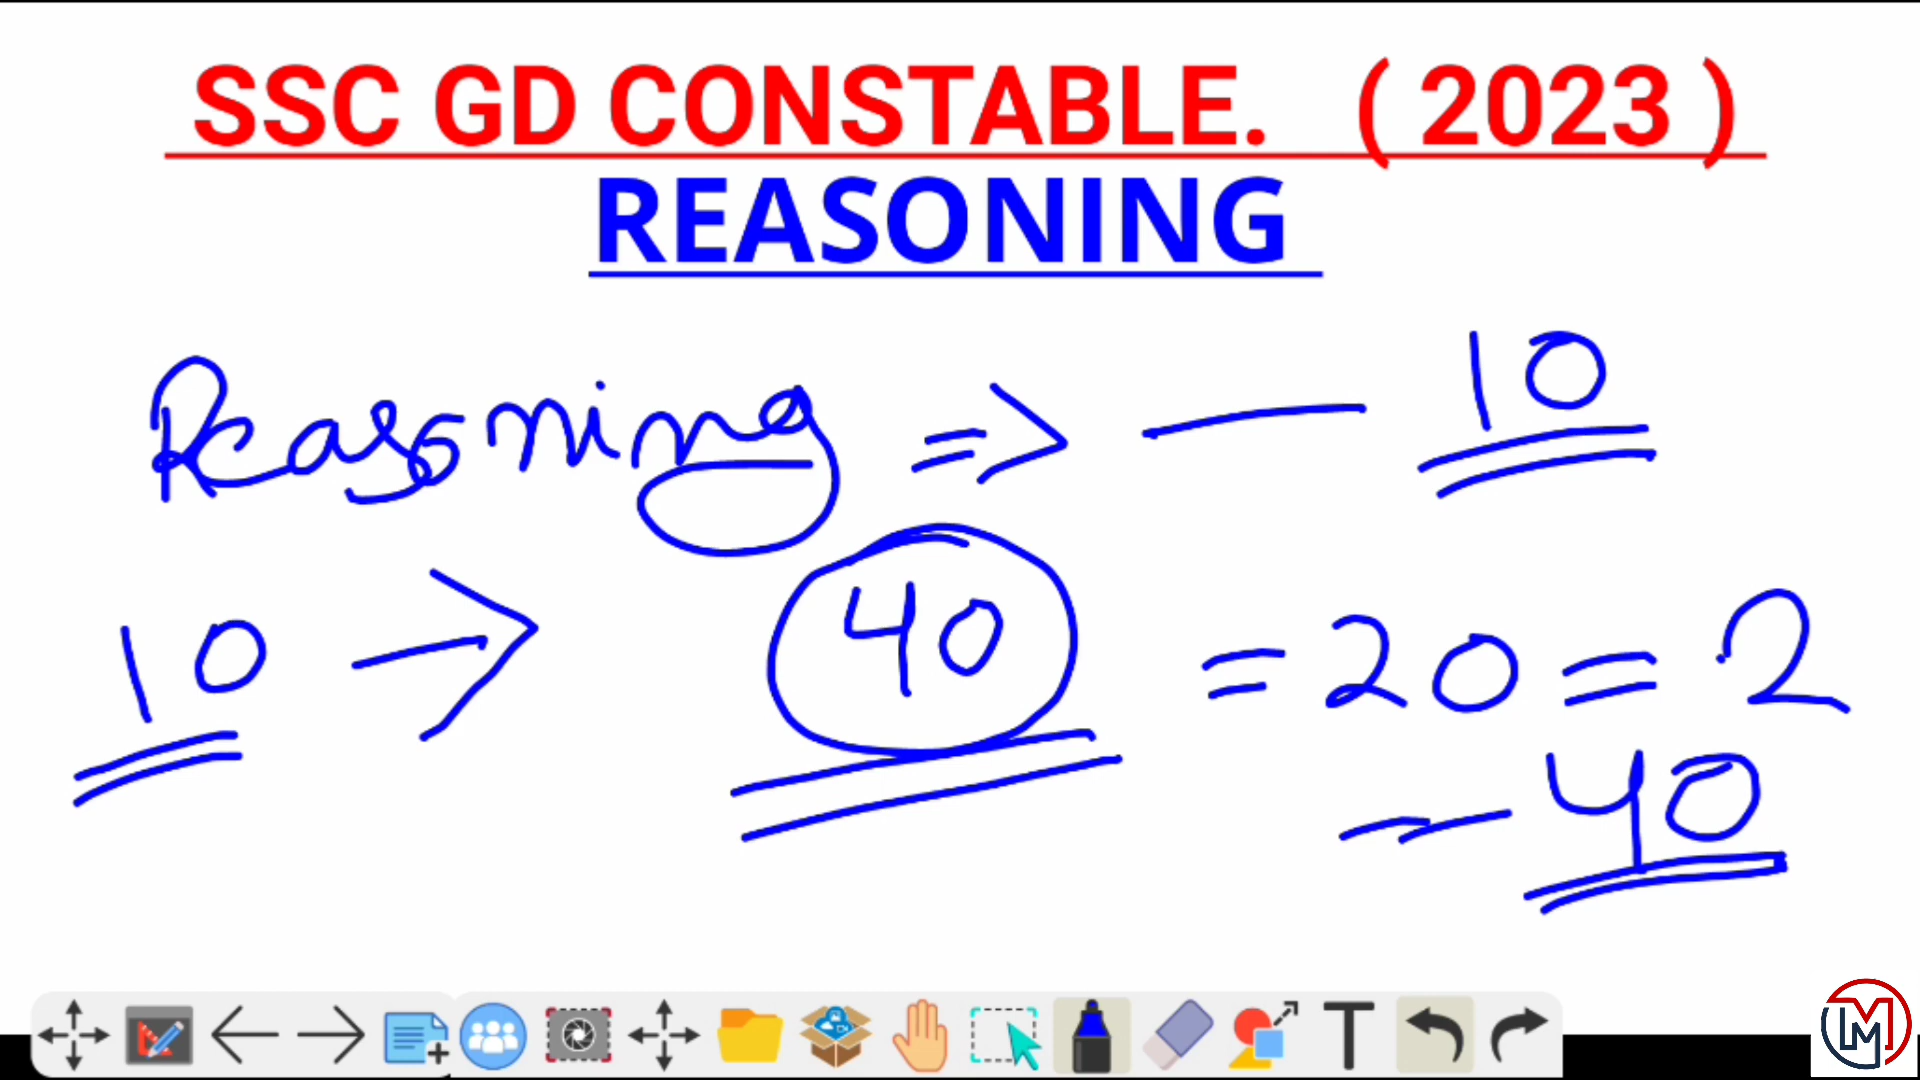 SSC GD CONSTABLE. ( 2023 )
REASONING
Reasoning => — 10
10 → 40 = 20 = 2
— 40
T
M